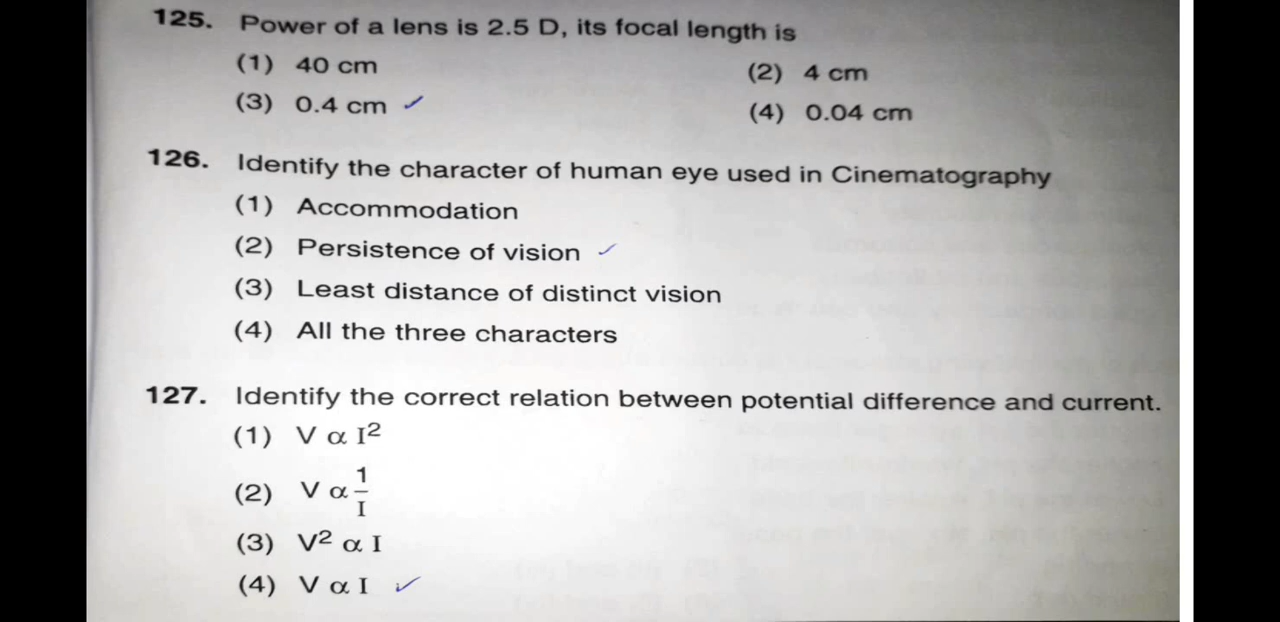 125. Power of a lens is 2.5 D, its focal length is
(1) 40 cm (2) 4 cm
(3) 0.4 cm ✓ (4) 0.04 cm
126. Identify the character of human eye used in Cinematography
(1) Accommodation
(2) Persistence of vision ✓
(3) Least distance of distinct vision
(4) All the three characters
127. Identify the correct relation between potential difference and current.
(1) V α I²
(2) V α 1/I
(3) V² α I
(4) V α I ✓